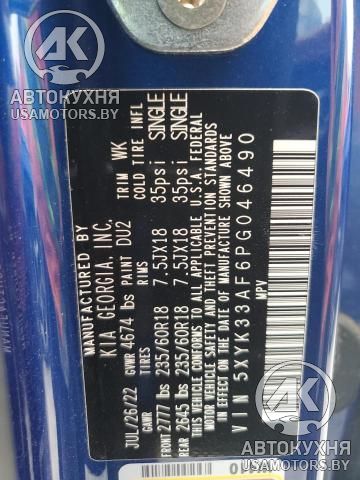 АК
АВТОКУХНЯ
USAMOTORS.BY
MANUFACTURED BY
KIA GEORGIA, INC.
TRIM WK
JUL/26/22 GVWR 4674 lbs PAINT DU2
GAWR TIRES RIMS COLD TIRE INFL
FRONT 2777 lbs 235/60R18 7.5JX18 35psi SINGLE
REAR 2645 lbs 235/60R18 7.5JX18 35psi SINGLE
THIS VEHICLE CONFORMS TO ALL APPLICABLE U.S.A. FEDERAL
MOTOR VEHICLE SAFETY AND THEFT PREVENTION STANDARDS
IN EFFECT ON THE DATE OF MANUFACTURE SHOWN ABOVE
VIN 5XYK33AF6PG046490
MPV
АК
АВТОКУХНЯ
USAMOTORS.BY